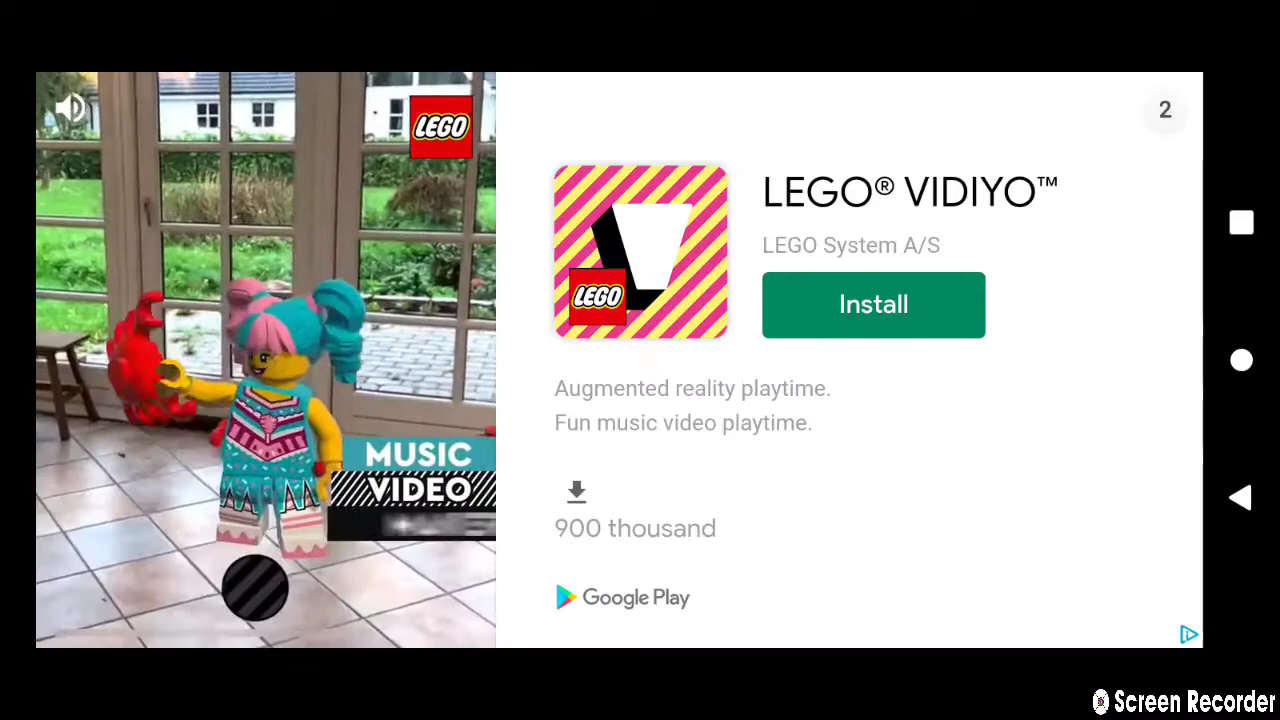 LEGO
MUSIC
VIDEO
2
LEGO
LEGO® VIDIYO™
LEGO System A/S
Install
Augmented reality playtime.
Fun music video playtime.
900 thousand
Google Play
Screen Recorder